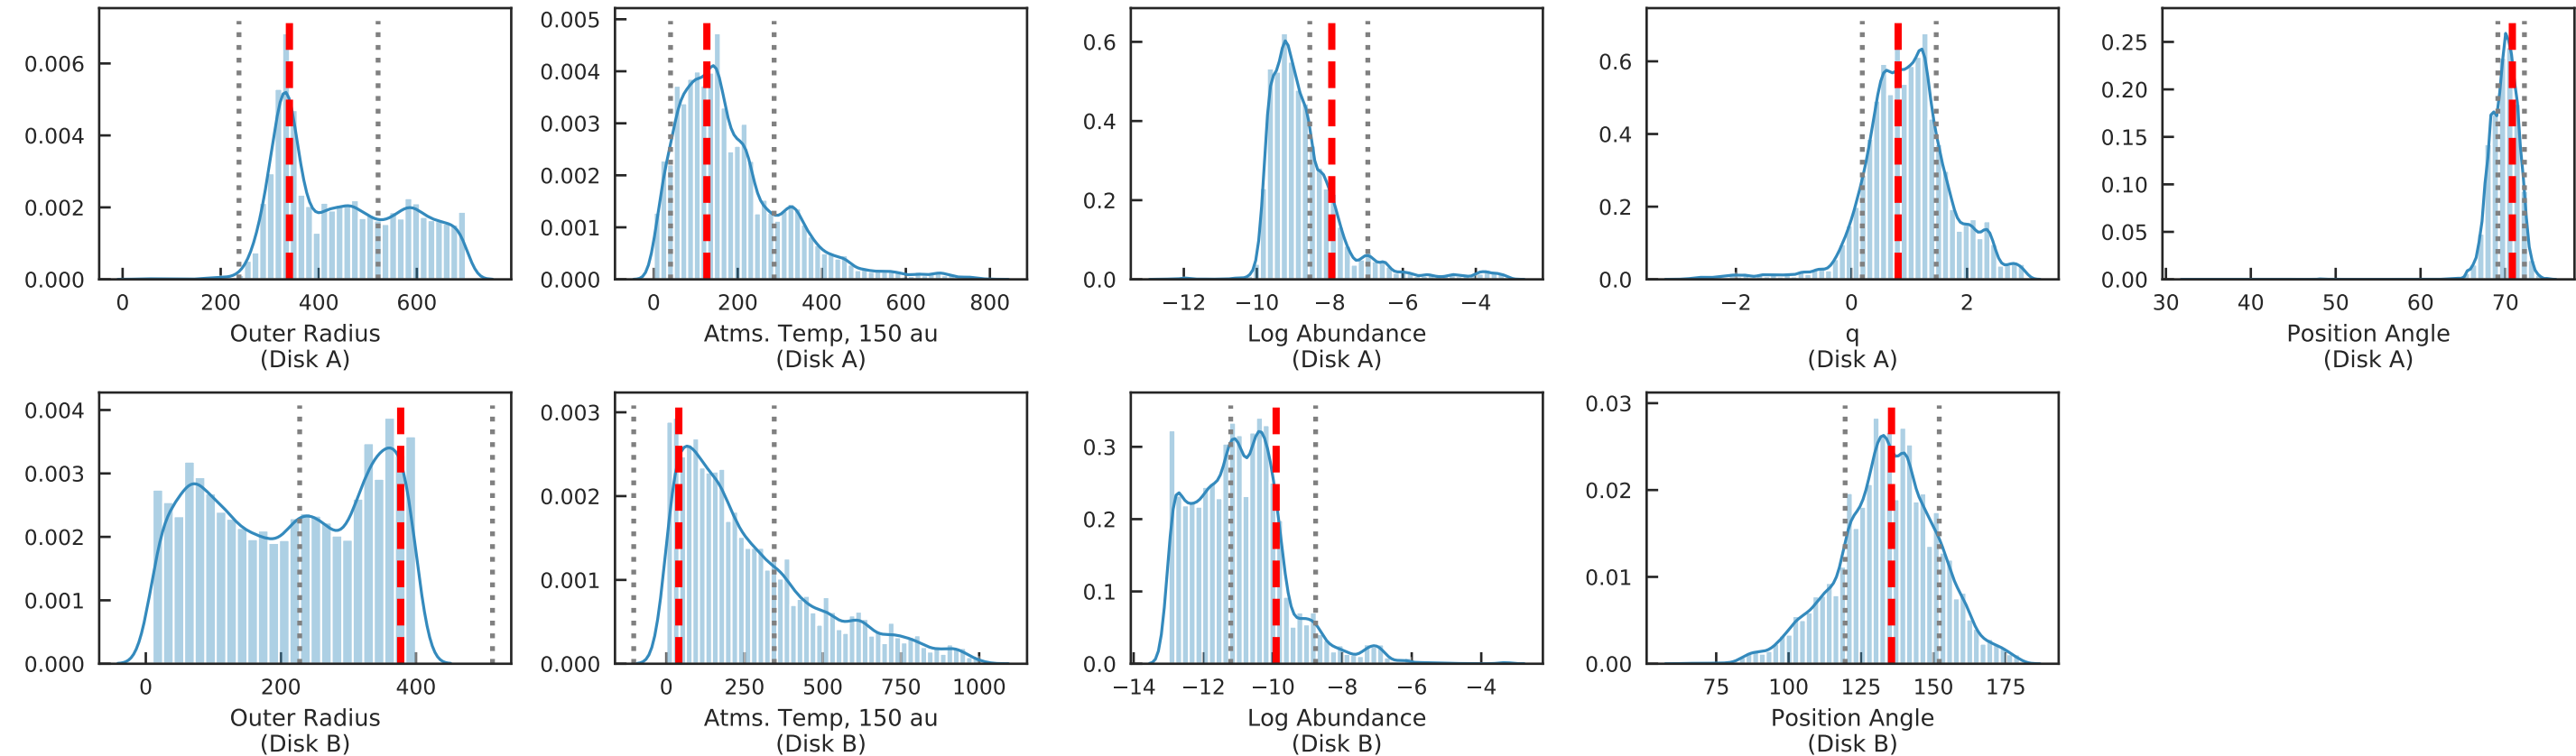 0.006
0.004
0.002
0.000
0 200 400 600
Outer Radius
(Disk A)
0.005
0.004
0.003
0.002
0.001
0.000
0 200 400 600 800
Atms. Temp, 150 au
(Disk A)
0.6
0.4
0.2
0.0
−12 −10 −8 −6 −4
Log Abundance
(Disk A)
0.6
0.4
0.2
0.0
−2 0 2
q
(Disk A)
0.25
0.20
0.15
0.10
0.05
0.00
30 40 50 60 70
Position Angle
(Disk A)
0.004
0.003
0.002
0.001
0.000
0 200 400
Outer Radius
(Disk B)
0.003
0.002
0.001
0.000
0 250 500 750 1000
Atms. Temp, 150 au
(Disk B)
0.3
0.2
0.1
0.0
−14 −12 −10 −8 −6 −4
Log Abundance
(Disk B)
0.03
0.02
0.01
0.00
75 100 125 150 175
Position Angle
(Disk B)